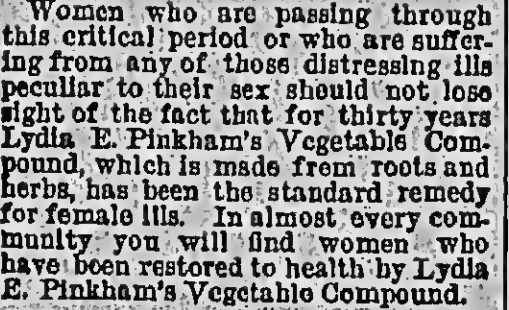 Women who are passing through
this critical period or who are suffer-
ing from any of those distressing ills
peculiar to their sex should not lose
sight of the fact that for thirty years
Lydia E. Pinkham's Vegetable Com-
pound, which is made from roots and
herbs, has been the standard remedy
for female ills. In almost every com-
munity you will find women who
have been restored to health by Lydia
E. Pinkham's Vegetable Compound.